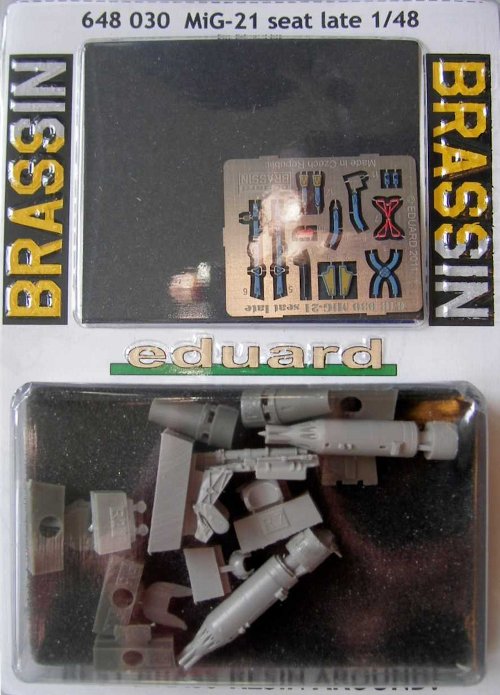 648 030 MiG-21 seat late 1/48
BRASSIN
BRASSIN
Made in Czech Republic
BRASSIN
© EDUARD 2011
648 030 MIG-21 seat late
eduard